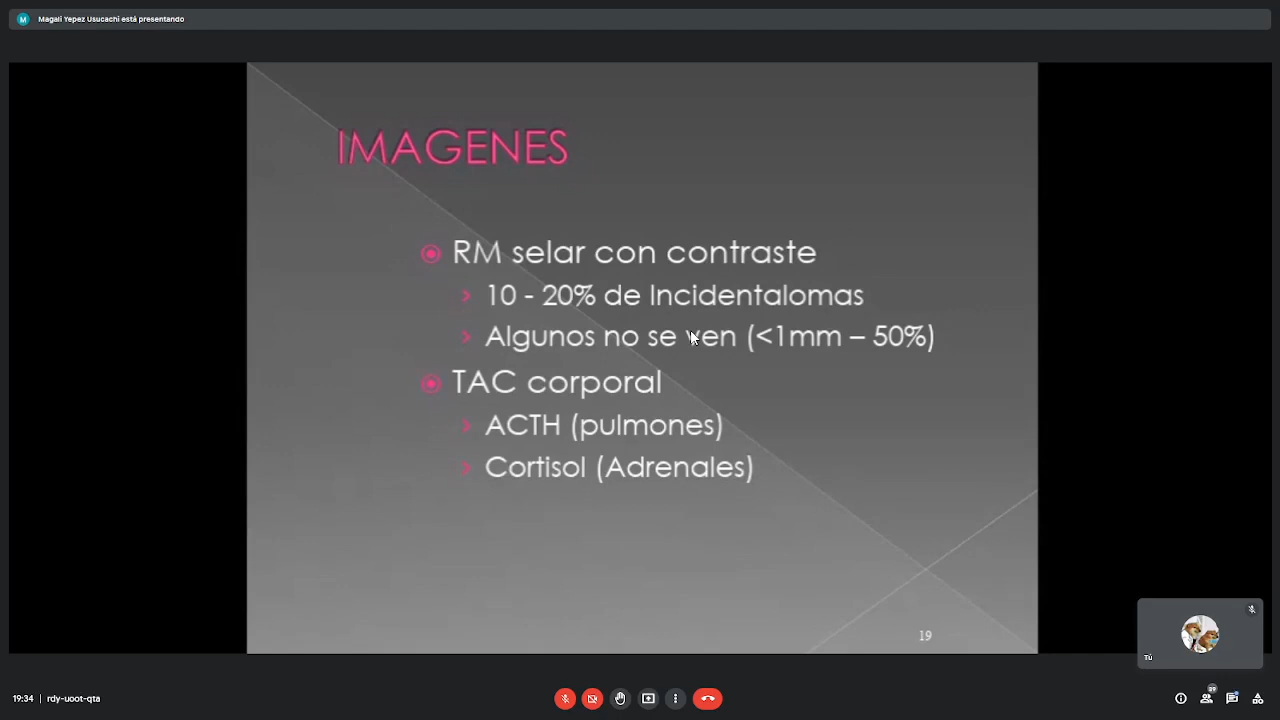 M
Magali Yepez Usucachi está presentando
IMAGENES
RM selar con contraste
10 - 20% de Incidentalomas
Algunos no se ven (<1mm – 50%)
TAC corporal
ACTH (pulmones)
Cortisol (Adrenales)
19
Tú
19:34 | rdy-uoot-qta